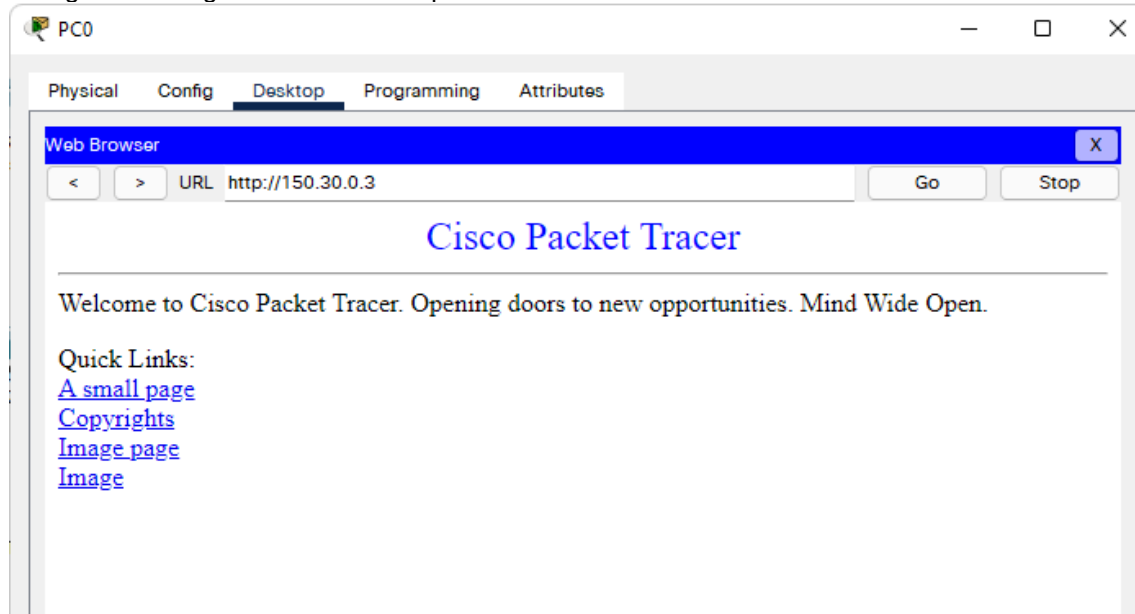 PC0
Physical Config Desktop Programming Attributes
Web Browser X
< > URL http://150.30.0.3 Go Stop
Cisco Packet Tracer
Welcome to Cisco Packet Tracer. Opening doors to new opportunities. Mind Wide Open.
Quick Links:
A small page
Copyrights
Image page
Image